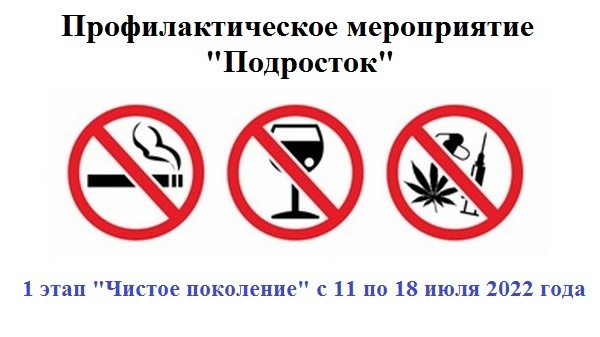 Профилактическое мероприятие
"Подросток"
1 этап "Чистое поколение" с 11 по 18 июля 2022 года